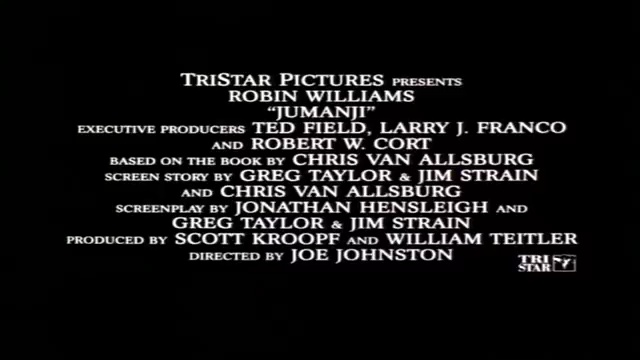 TRISTAR PICTURES PRESENTS
ROBIN WILLIAMS
"JUMANJI"
EXECUTIVE PRODUCERS TED FIELD, LARRY J. FRANCO
AND ROBERT W. CORT
BASED ON THE BOOK BY CHRIS VAN ALLSBURG
SCREEN STORY BY GREG TAYLOR & JIM STRAIN
AND CHRIS VAN ALLSBURG
SCREENPLAY BY JONATHAN HENSLEIGH AND
GREG TAYLOR & JIM STRAIN
PRODUCED BY SCOTT KROOPF AND WILLIAM TEITLER
DIRECTED BY JOE JOHNSTON
TRI
STAR